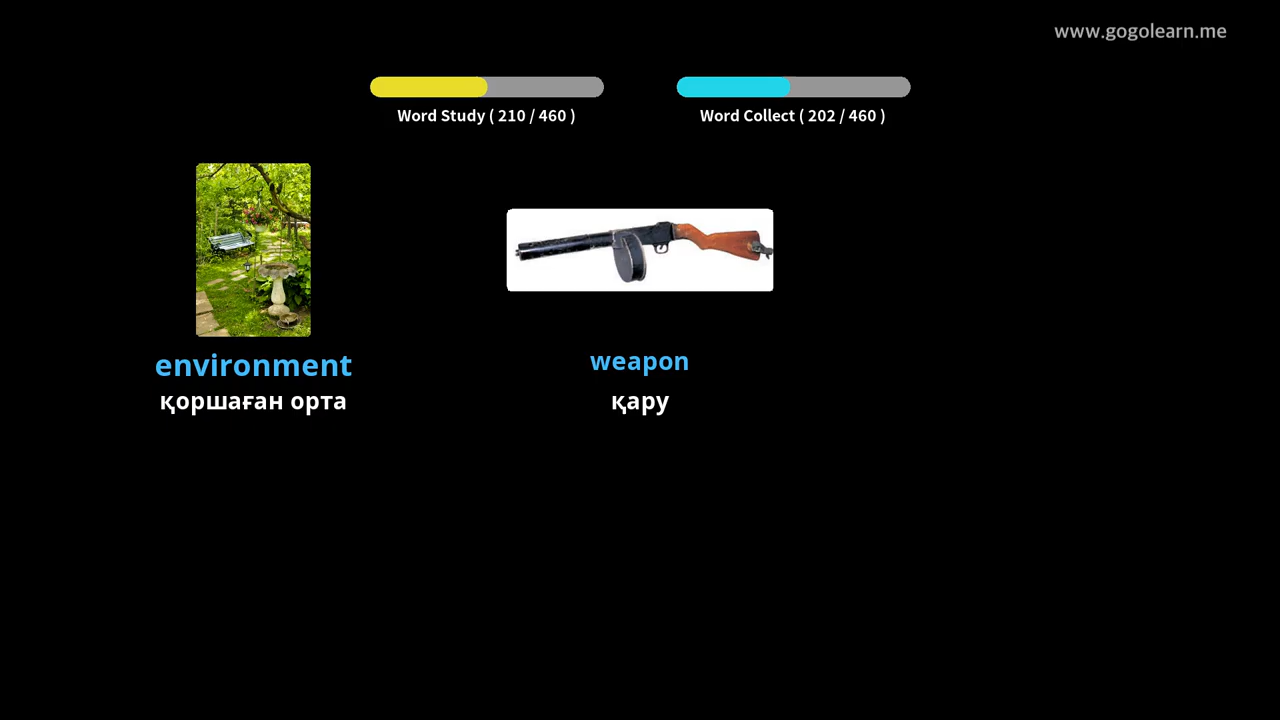 www.gogolearn.me
Word Study ( 210 / 460 )
Word Collect ( 202 / 460 )
environment
қоршаған орта
weapon
қару